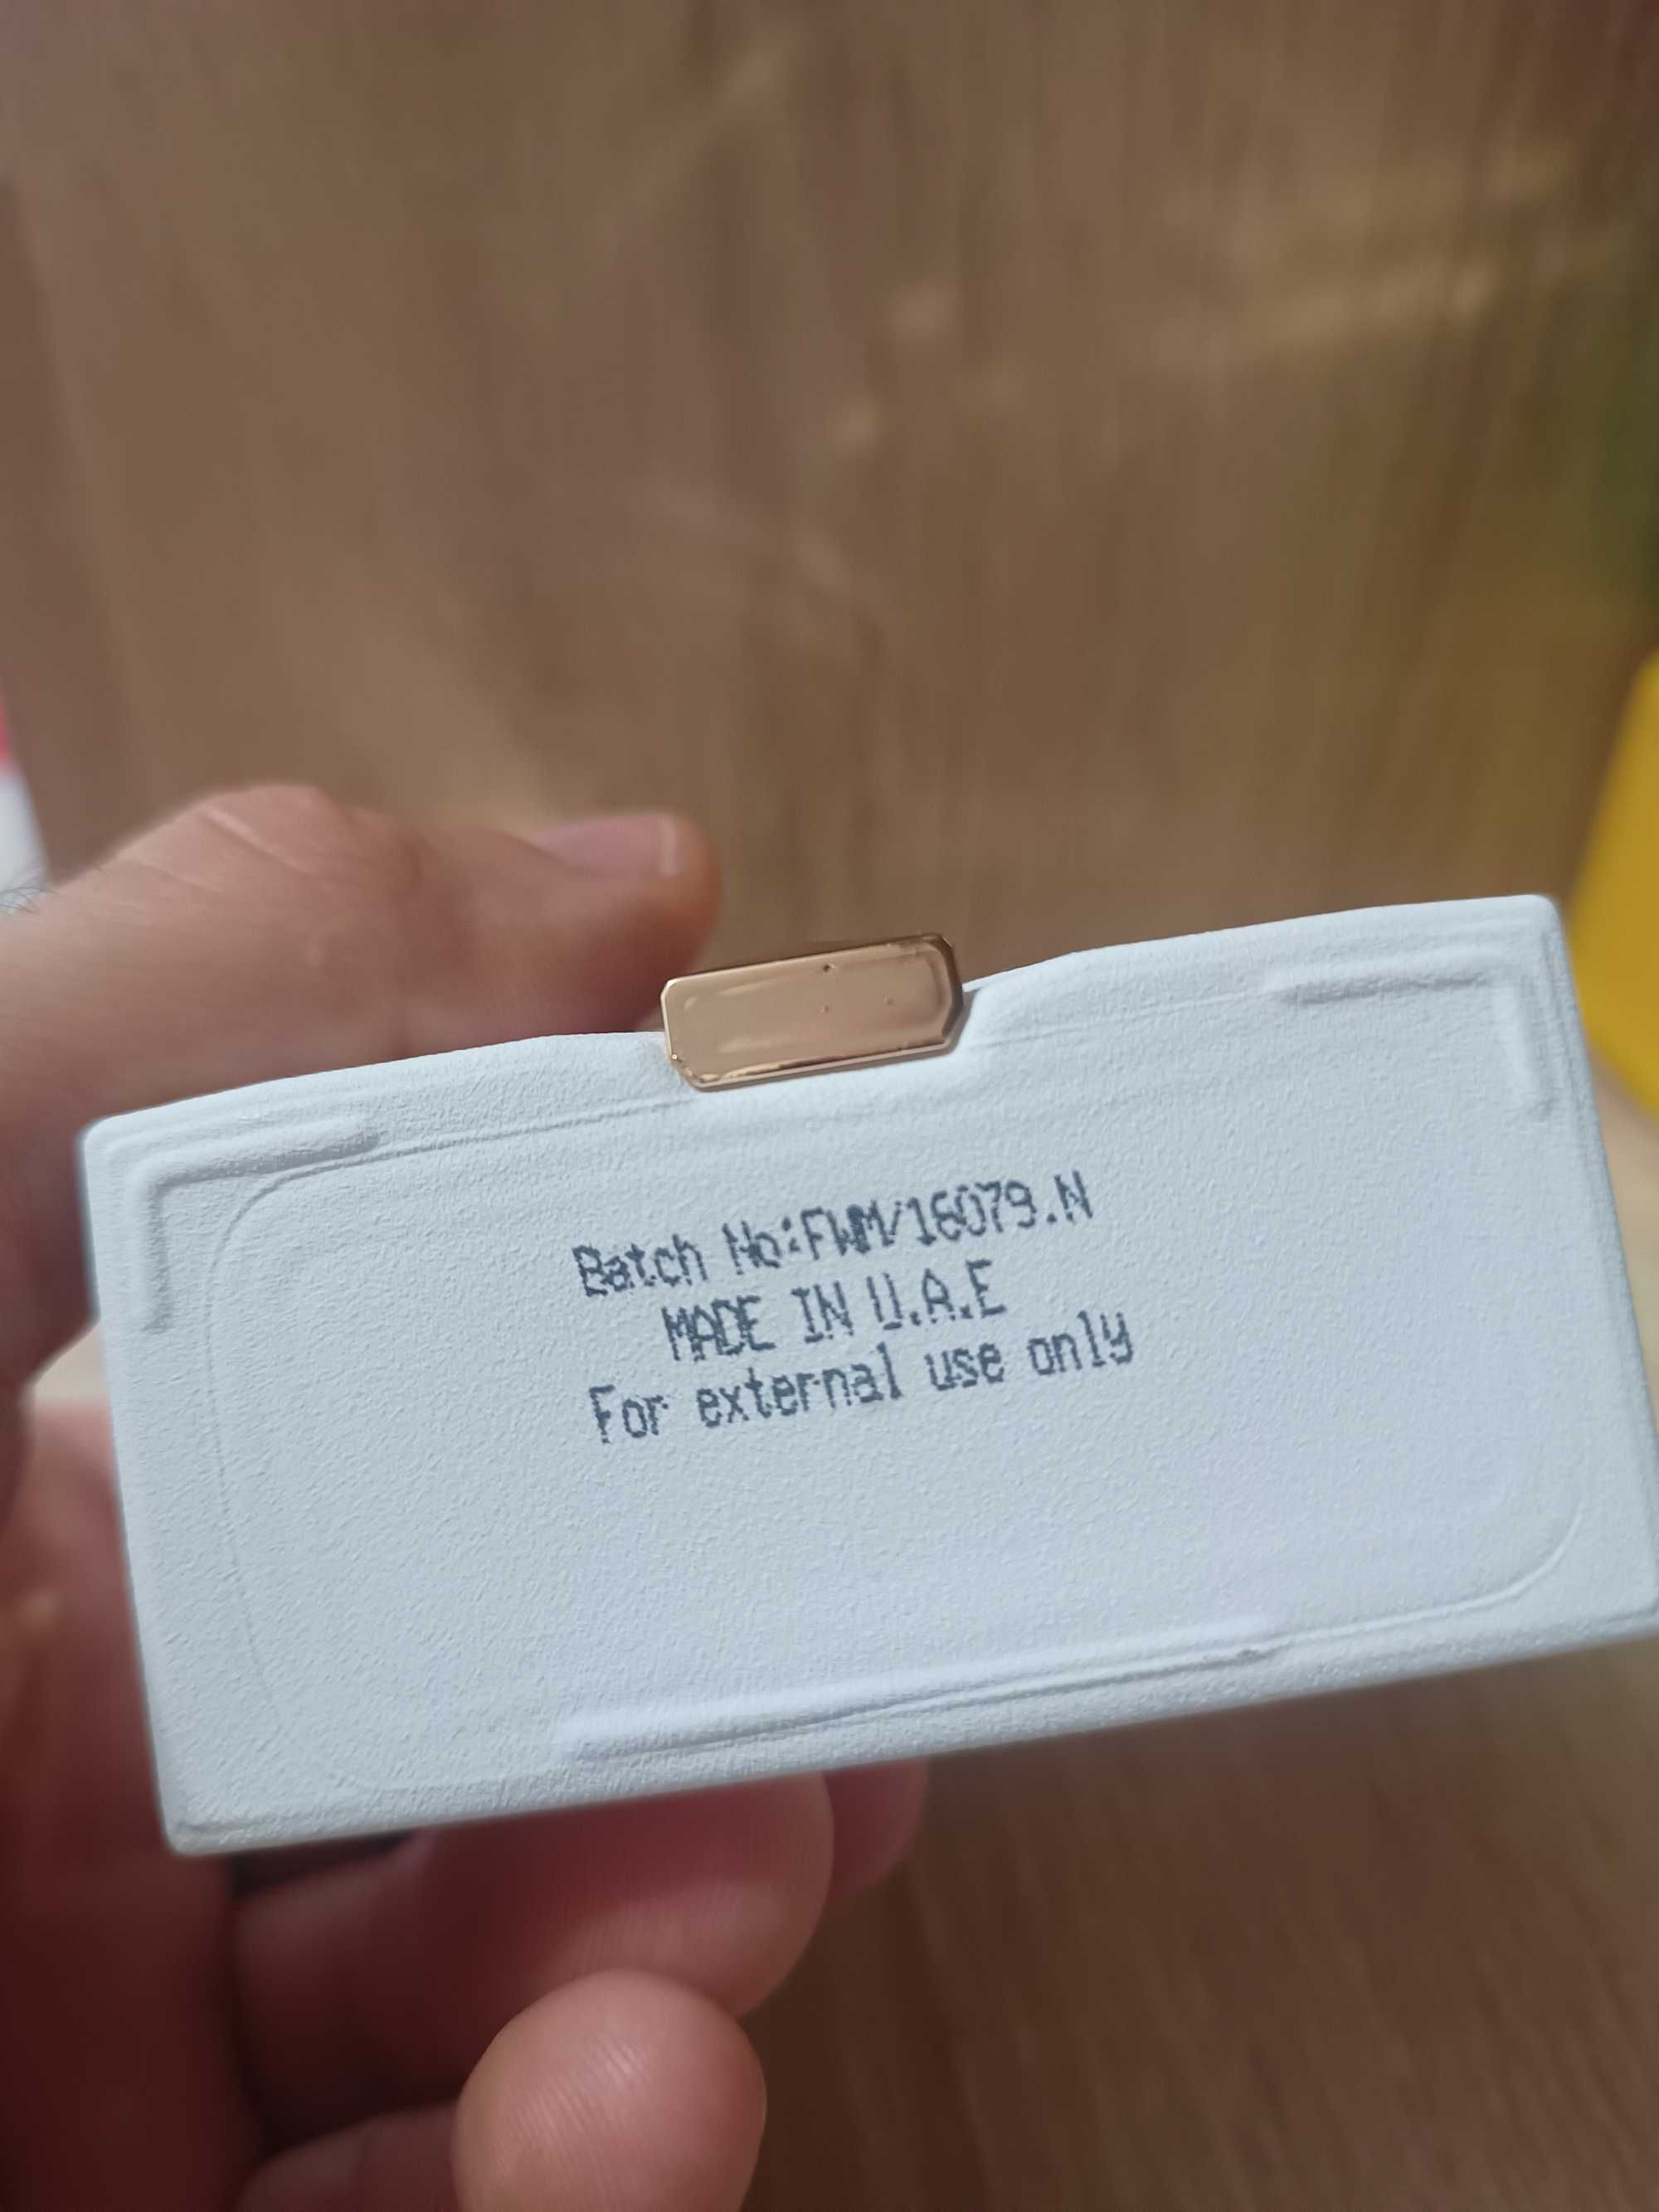 Batch No:FWM/16079.N
MADE IN U.A.E
For external use only